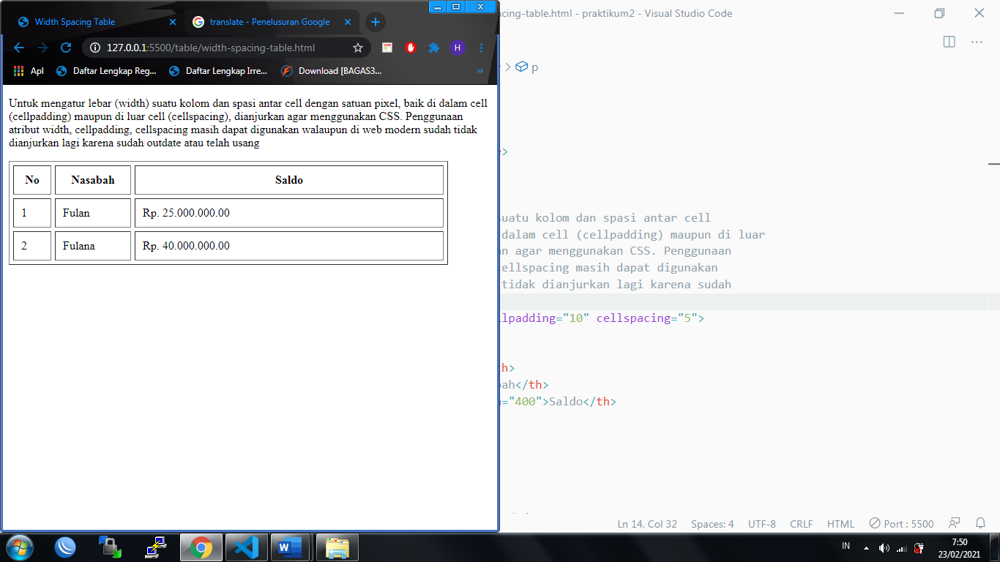 Width Spacing Table
translate - Penelusuran Google
127.0.0.1:5500/table/width-spacing-table.html
H
Apl
Daftar Lengkap Reg...
Daftar Lengkap Irre...
Download [BAGAS3...
»
Untuk mengatur lebar (width) suatu kolom dan spasi antar cell dengan satuan pixel, baik di dalam cell
(cellpadding) maupun di luar cell (cellspacing), dianjurkan agar menggunakan CSS. Penggunaan
atribut width, cellpadding, cellspacing masih dapat digunakan walaupun di web modern sudah tidak
dianjurkan lagi karena sudah outdate atau telah usang
No Nasabah Saldo
1 Fulan Rp. 25.000.000.00
2 Fulana Rp. 40.000.000.00
acing-table.html - praktikum2 - Visual Studio Code
> p
>
suatu kolom dan spasi antar cell
dalam cell (cellpadding) maupun di luar
n agar menggunakan CSS. Penggunaan
ellspacing masih dapat digunakan
tidak dianjurkan lagi karena sudah
llpadding="10" cellspacing="5">
th>
bah</th>
="400">Saldo</th>
Ln 14, Col 32
Spaces: 4
UTF-8
CRLF
HTML
Port : 5500
IN
7:50
23/02/2021